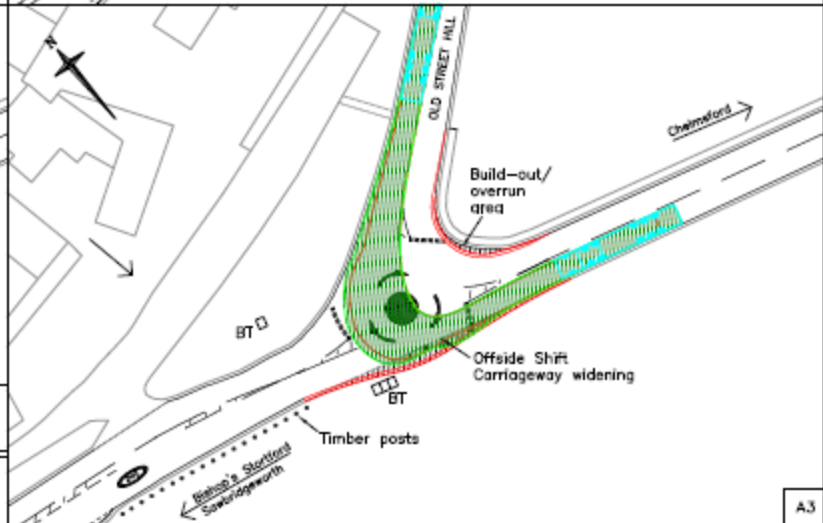 N
OLD STREET HILL
Chelmsford
Build-out/
overrun
area
BT
Offside Shift
Carriageway widening
BT
Timber posts
Bishop's Stortford
Sawbridgeworth
A3